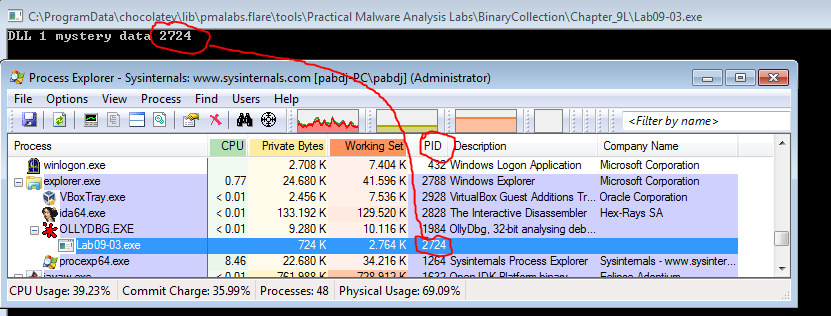 C:\ProgramData\chocolatey\lib\pmalabs.flare\tools\Practical Malware Analysis Labs\BinaryCollection\Chapter_9L\Lab09-03.exe
DLL 1 mystery data 2724
Process Explorer - Sysinternals: www.sysinternals.com [pabdj-PC\pabdj] (Administrator)
File Options View Process Find Users Help
<Filter by name>
Process CPU Private Bytes Working Set PID Description Company Name
winlogon.exe 2.708 K 7.404 K 432 Windows Logon Application Microsoft Corporation
explorer.exe 0.77 24.680 K 41.596 K 2788 Windows Explorer Microsoft Corporation
VBoxTray.exe < 0.01 2.456 K 7.536 K 2928 VirtualBox Guest Additions Tr... Oracle Corporation
ida64.exe < 0.01 133.192 K 129.520 K 2828 The Interactive Disassembler Hex-Rays SA
OLLYDBG.EXE < 0.01 9.280 K 10.116 K 1984 OllyDbg, 32-bit analysing deb...
Lab09-03.exe 724 K 2.764 K 2724
procexp64.exe 8.46 22.680 K 34.216 K 1264 Sysinternals Process Explorer Sysinternals - www.sysinter...
javaw.exe < 0.01 761.988 K 728.912 K 1632 OpenJDK Platform binary Eclipse Adoptium
CPU Usage: 39.23% Commit Charge: 35.99% Processes: 48 Physical Usage: 69.09%